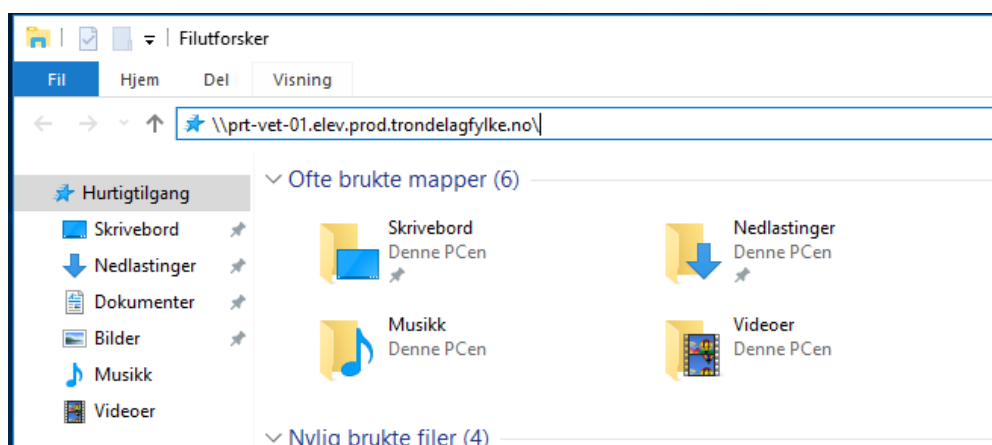 Filutforsker
Fil Hjem Del Visning
\\prt-vet-01.elev.prod.trondelagfylke.no\
Hurtigtilgang
Skrivebord
Nedlastinger
Dokumenter
Bilder
Musikk
Videoer
Ofte brukte mapper (6)
Skrivebord
Denne PCen
Nedlastinger
Denne PCen
Musikk
Denne PCen
Videoer
Denne PCen
Nylig brukte filer (4)